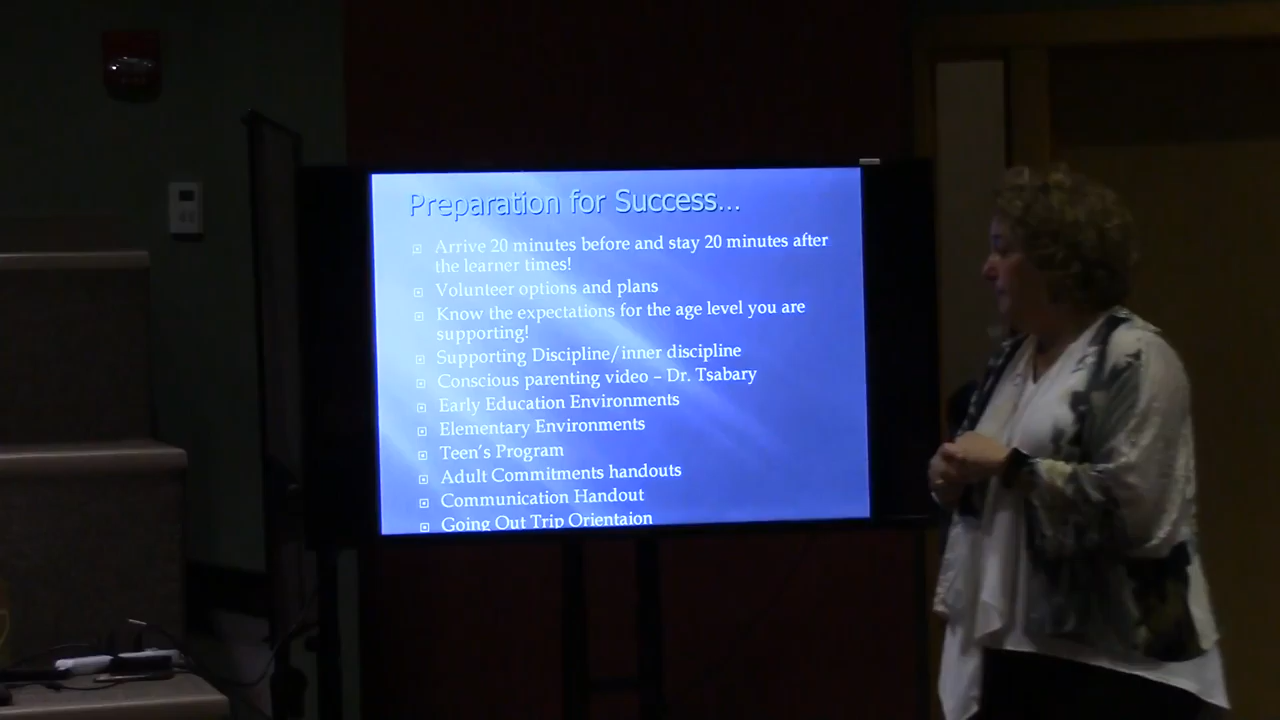 Preparation for Success...
Arrive 20 minutes before and stay 20 minutes after
the learner times!
Volunteer options and plans
Know the expectations for the age level you are
supporting!
Supporting Discipline/inner discipline
Conscious parenting video – Dr. Tsabary
Early Education Environments
Elementary Environments
Teen's Program
Adult Commitments handouts
Communication Handout
Going Out Trip Orientaion